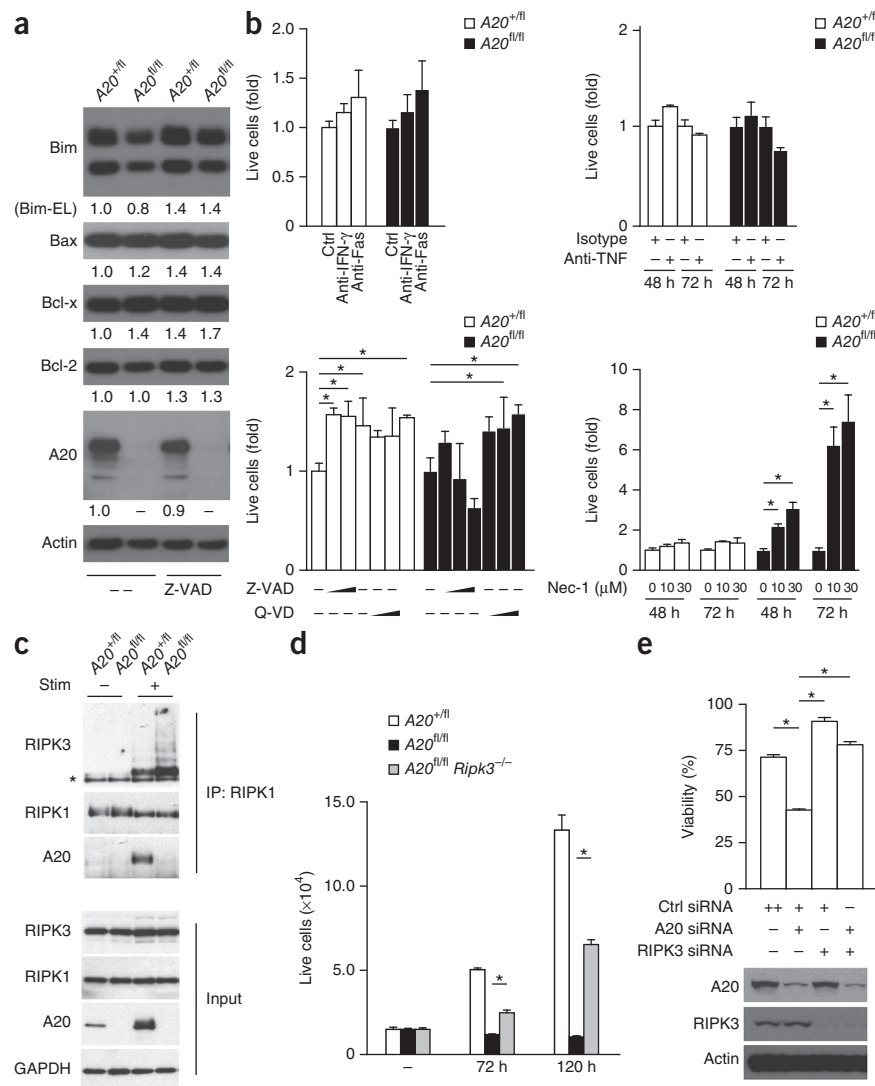 a
A20+/fl A20fl/fl A20+/fl A20fl/fl
Bim
(Bim-EL) 1.0 0.8 1.4 1.4
Bax
1.0 1.2 1.4 1.4
Bcl-x
1.0 1.4 1.4 1.7
Bcl-2
1.0 1.0 1.3 1.3
A20
1.0 – 0.9 –
Actin
– – Z-VAD
b
A20+/fl
A20fl/fl
Live cells (fold)
1.5
1.0
0.5
0
Ctrl Anti-IFN-γ Anti-Fas Ctrl Anti-IFN-γ Anti-Fas
A20+/fl
A20fl/fl
Live cells (fold)
2
1
0
Isotype + – + – + – + –
Anti-TNF – + – + – + – +
48 h 72 h 48 h 72 h
A20+/fl
A20fl/fl
Live cells (fold)
2
1
0
* * * *
* *
Z-VAD – – – – – – – –
Q-VD – – – – – – – –
A20+/fl
A20fl/fl
Live cells (fold)
10
8
6
4
2
0
* * * *
Nec-1 (μM) 0 10 30 0 10 30 0 10 30 0 10 30
48 h 72 h 48 h 72 h
c
A20+/fl A20fl/fl A20+/fl A20fl/fl
Stim – +
RIPK3
*
RIPK1
A20
IP: RIPK1
RIPK3
RIPK1
A20
GAPDH
Input
d
A20+/fl
A20fl/fl
A20fl/fl Ripk3–/–
Live cells (×10⁴)
15.0
10.0
5.0
0
* *
– 72 h 120 h
e
Viability (%)
100
75
50
25
0
* * *
Ctrl siRNA ++ + + –
A20 siRNA – + – +
RIPK3 siRNA – – + +
A20
RIPK3
Actin